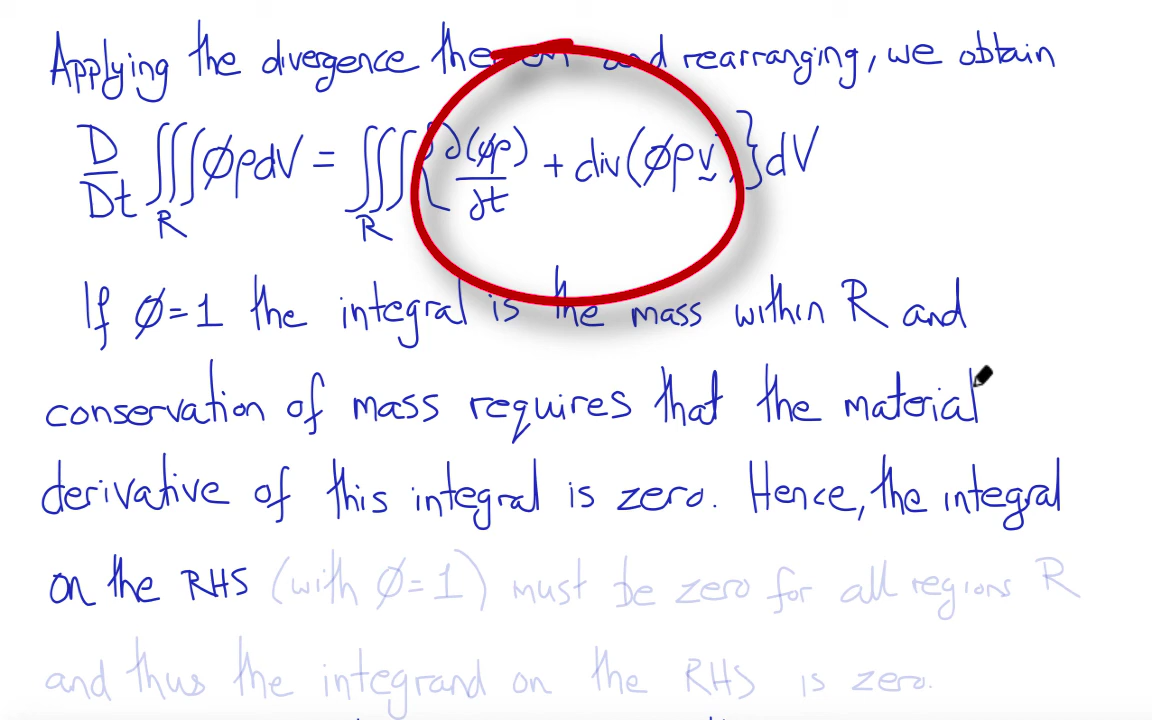 Applying the divergence theorem and rearranging, we obtain
D/Dt ∭_R ϕρdV = ∭_R { ∂(ϕρ)/∂t + div(ϕρv) } dV
If ϕ=1 the integral is the mass within R and
conservation of mass requires that the material
derivative of this integral is zero. Hence, the integral
on the RHS (with ϕ=1) must be zero for all regions R
and thus the integrand on the RHS is zero.